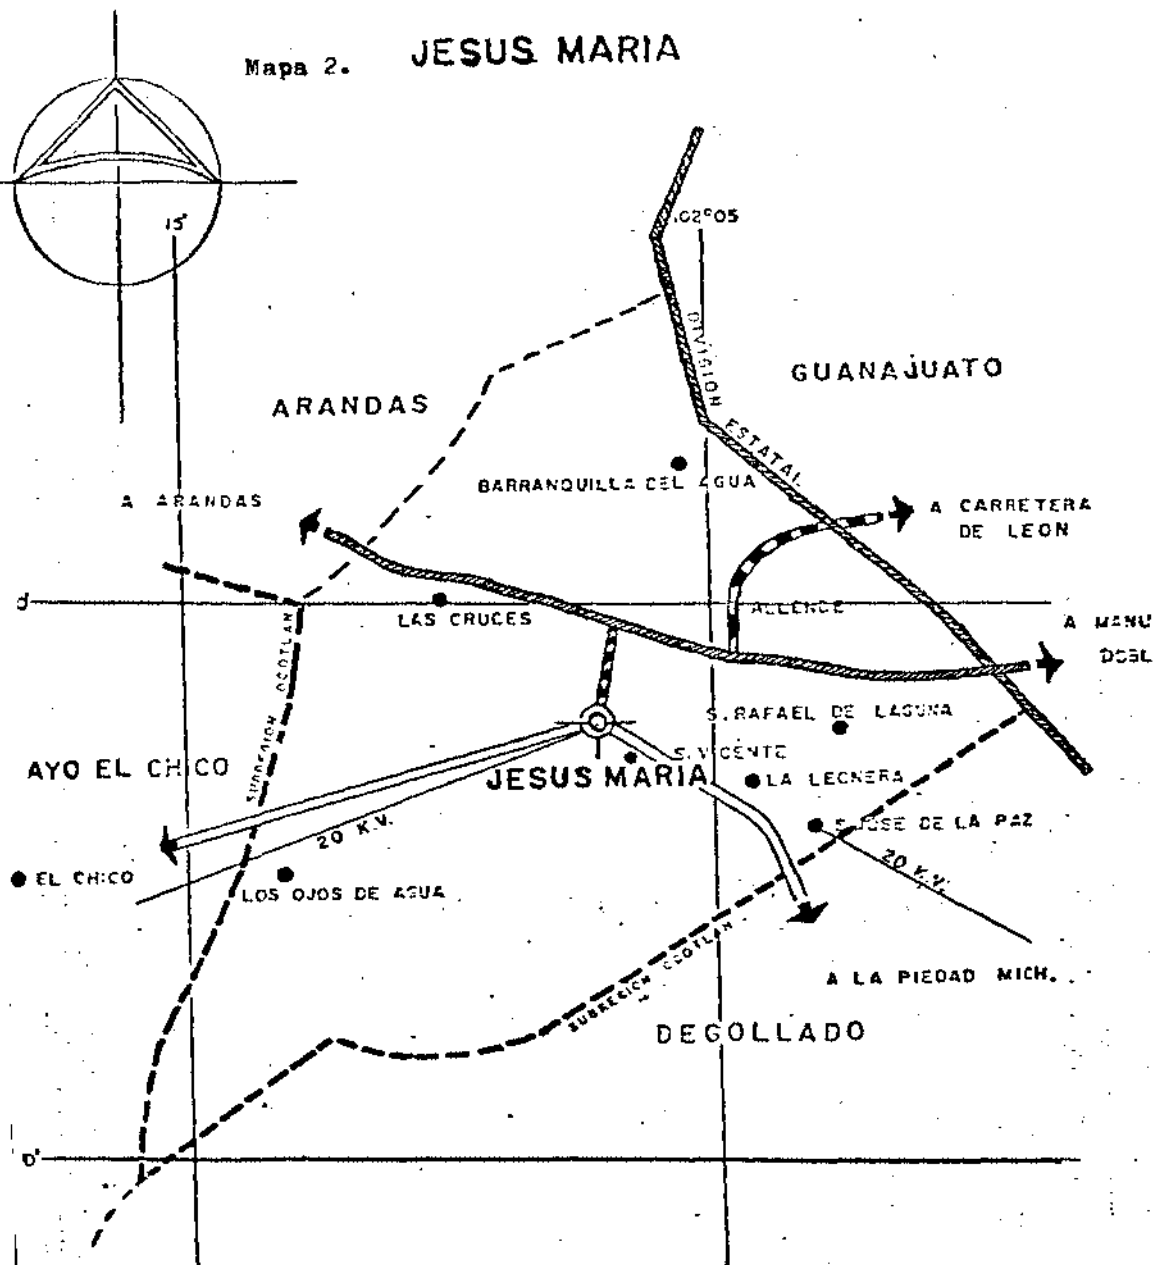 Mapa 2.
JESUS MARIA
15'
102°05
DIVISION
ESTATAL
GUANAJUATO
ARANDAS
BARRANQUILLA DEL AGUA
A ARANDAS
A CARRETERA
DE LEON
LAS CRUCES
ALLENDE
A MANU
DOBL
SUBREGION OCOTLAN
S. RAFAEL DE LAGUNA
S. VICENTE
AYO EL CHICO
JESUS MARIA
LA LECHERA
S. JOSE DE LA PAZ
20 K.V.
20 K.V.
EL CHICO
LOS OJOS DE AGUA
SUBREGION OCOTLAN
A LA PIEDAD MICH.
DEGOLLADO
0'